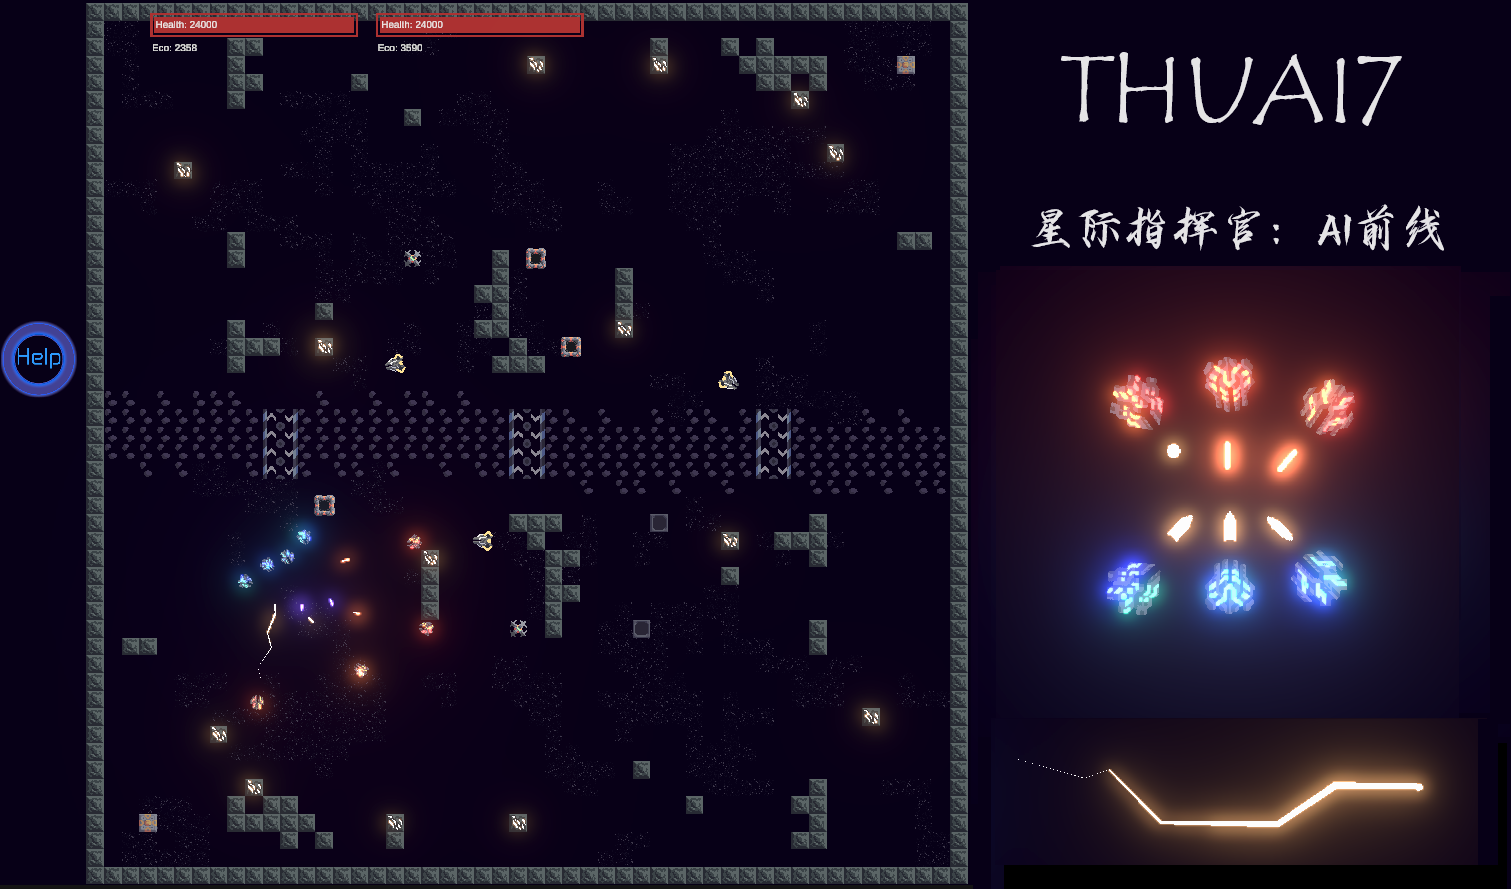 Health: 24000
Health: 24000
Eco: 2358
Eco: 3590
THUAI7
星际指挥官：AI前线
Help